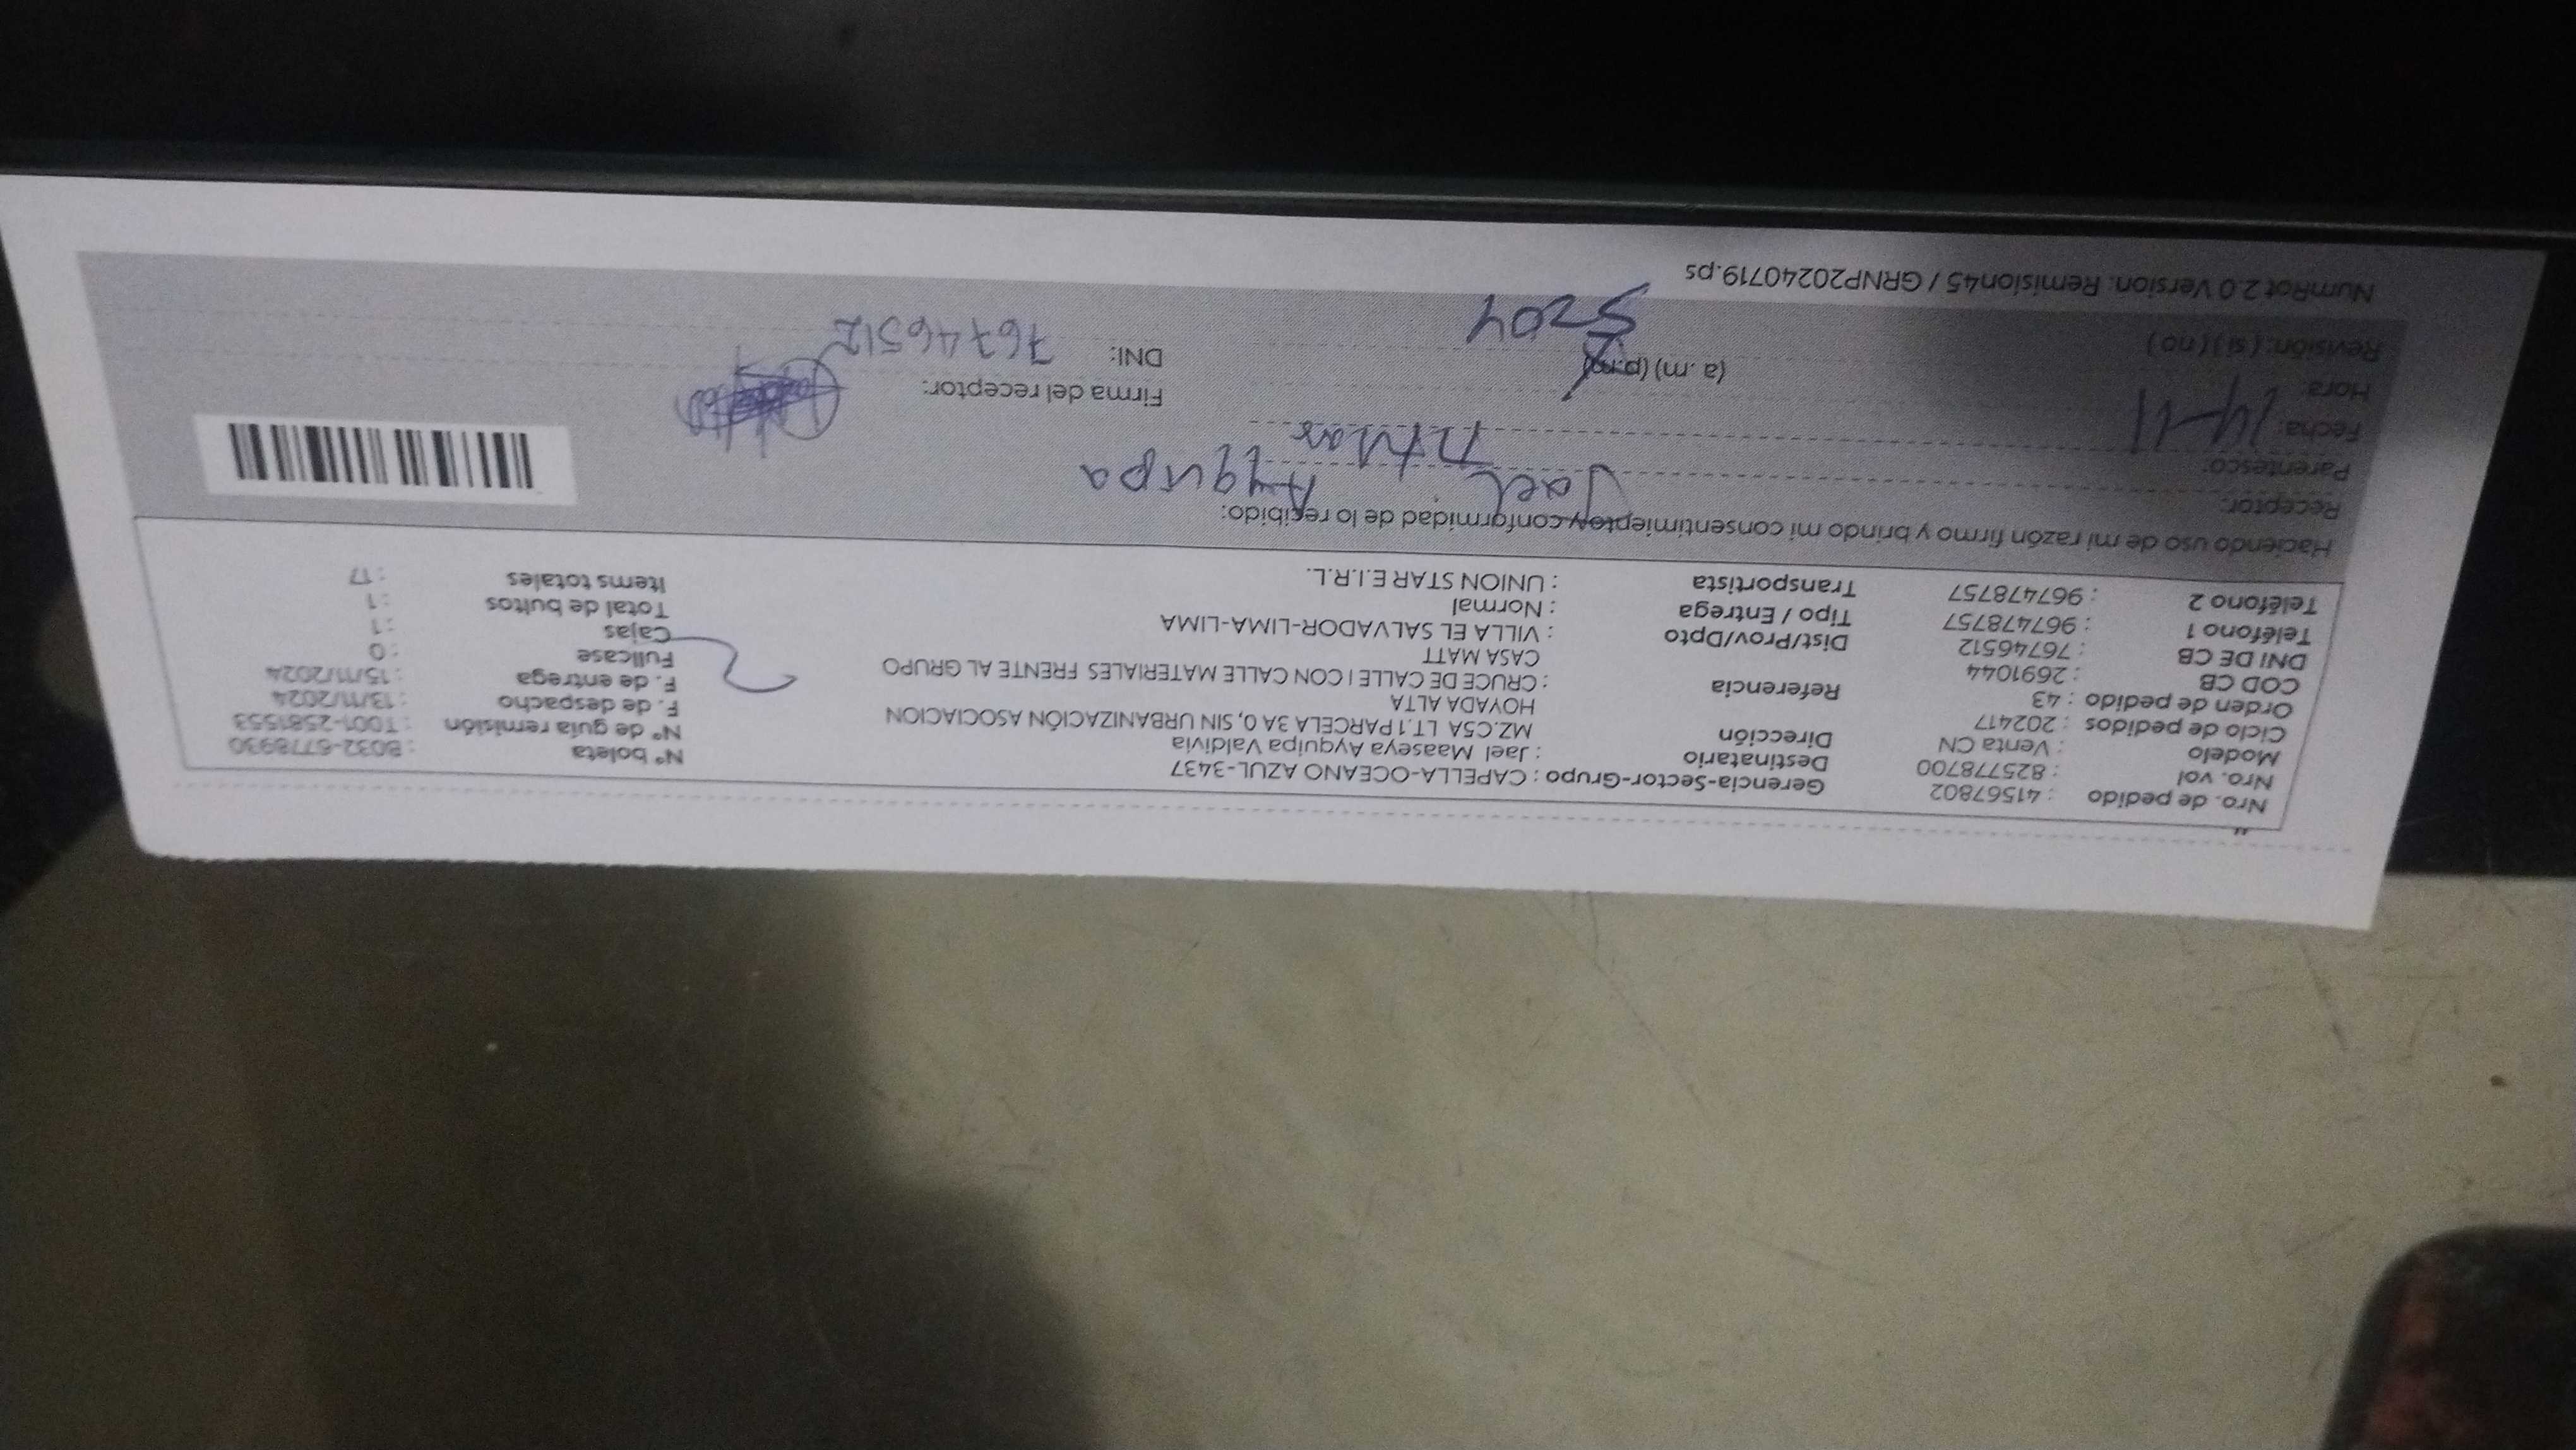 Nro. de pedido : 41567802 Gerencia-Sector-Grupo : CAPELLA-OCEANO AZUL-3437 N° boleta : B032-6778930
Nro. vol : 825778700 Destinatario : Jael Maaseya Ayquipa Valdivia N° de guía remisión : T001-2581553
Modelo : Venta CN Dirección MZ.C5A LT.1 PARCELA 3A 0, SIN URBANIZACIÓN ASOCIACION F. de despacho : 13/11/2024
Ciclo de pedidos : 202417 HOYADA ALTA F. de entrega : 15/11/2024
Orden de pedido : 43 Referencia : CRUCE DE CALLE I CON CALLE MATERIALES FRENTE AL GRUPO Fullcase : 0
COD CB : 2691044 CASA MATT Cajas : 1
DNI DE CB : 76746512 Dist/Prov/Dpto : VILLA EL SALVADOR-LIMA-LIMA Total de bultos : 1
Teléfono 1 : 967478757 Tipo / Entrega : Normal Items totales : 17
Teléfono 2 : 967478757 Transportista : UNION STAR E.I.R.L.
Haciendo uso de mi razón firmo y brindo mi consentimiento y conformidad de lo recibido:
Receptor: Jael Ayquipa
Parentesco:
Fecha: 14-11
Hora (a. m) (p.m) Firma del receptor:
Revisión: ( si ) ( no ) 5204 DNI: 76746512
NumRot 2.0 Version: Remision45 / GRNP20240719.ps